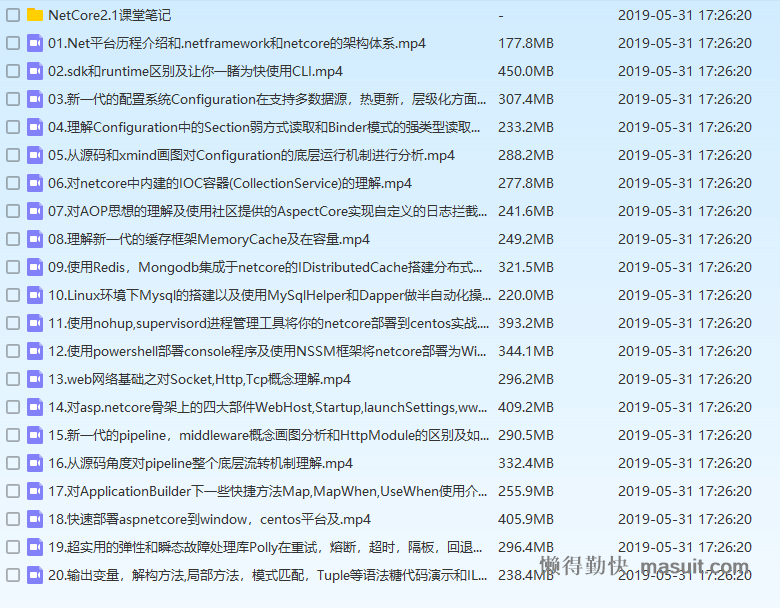 NetCore2.1课堂笔记 - 2019-05-31 17:26:20
01.Net平台历程介绍和.netframework和netcore的架构体系.mp4 177.8MB 2019-05-31 17:26:20
02.sdk和runtime区别及让你一睹为快使用CLI.mp4 450.0MB 2019-05-31 17:26:20
03.新一代的配置系统Configuration在支持多数据源，热更新，层级化方面... 307.4MB 2019-05-31 17:26:20
04.理解Configuration中的Section弱方式读取和Binder模式的强类型读取... 233.2MB 2019-05-31 17:26:20
05.从源码和xmind画图对Configuration的底层运行机制进行分析.mp4 288.2MB 2019-05-31 17:26:20
06.对netcore中内建的IOC容器(CollectionService)的理解.mp4 277.8MB 2019-05-31 17:26:20
07.对AOP思想的理解及使用社区提供的AspectCore实现自定义的日志拦截... 241.6MB 2019-05-31 17:26:20
08.理解新一代的缓存框架MemoryCache及在容量.mp4 249.2MB 2019-05-31 17:26:20
09.使用Redis，Mongodb集成于netcore的IDistributedCache搭建分布式... 321.5MB 2019-05-31 17:26:20
10.Linux环境下Mysql的搭建以及使用MySqlHelper和Dapper做半自动化操... 220.0MB 2019-05-31 17:26:20
11.使用nohup,supervisord进程管理工具将你的netcore部署到centos实战.... 393.2MB 2019-05-31 17:26:20
12.使用powershell部署console程序及使用NSSM框架将netcore部署为Wi... 344.1MB 2019-05-31 17:26:20
13.web网络基础之对Socket,Http,Tcp概念理解.mp4 296.2MB 2019-05-31 17:26:20
14.对asp.netcore骨架上的四大部件WebHost,Startup,launchSettings,ww... 409.2MB 2019-05-31 17:26:20
15.新一代的pipeline，middleware概念画图分析和HttpModule的区别及如... 290.5MB 2019-05-31 17:26:20
16.从源码角度对pipeline整个底层流转机制理解.mp4 332.4MB 2019-05-31 17:26:20
17.对ApplicationBuilder下一些快捷方法Map,MapWhen,UseWhen使用介... 255.9MB 2019-05-31 17:26:20
18.快速部署aspnetcore到window，centos平台及.mp4 405.9MB 2019-05-31 17:26:20
19.超实用的弹性和瞬态故障处理库Polly在重试，熔断，超时，隔板，回退... 296.4MB 2019-05-31 17:26:20
20.输出变量，解构方法,局部方法，模式匹配，Tuple等语法糖代码演示和IL... 238.4MB 2019-05-31 17:26:20
懒得勤快_masuit.com